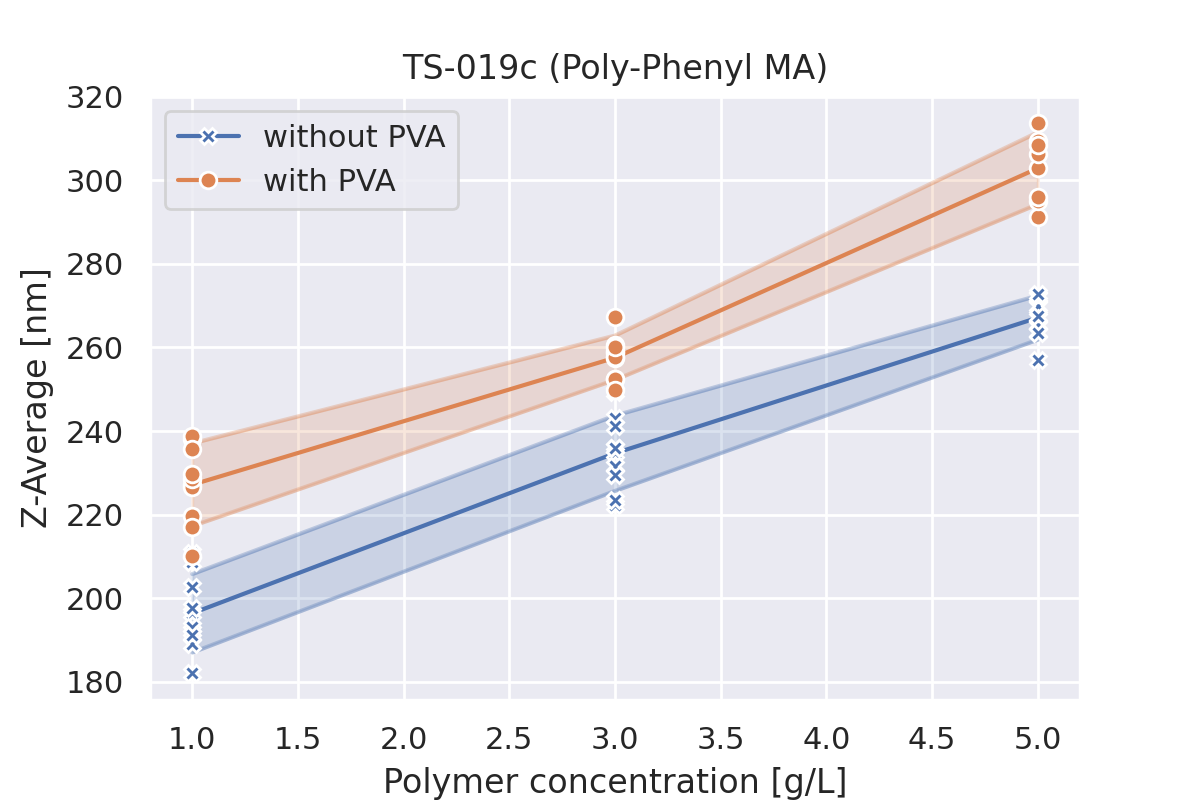 TS-019c (Poly-Phenyl MA)
320
300
280
260
240
220
200
180
Z-Average [nm]
without PVA
with PVA
1.0 1.5 2.0 2.5 3.0 3.5 4.0 4.5 5.0
Polymer concentration [g/L]